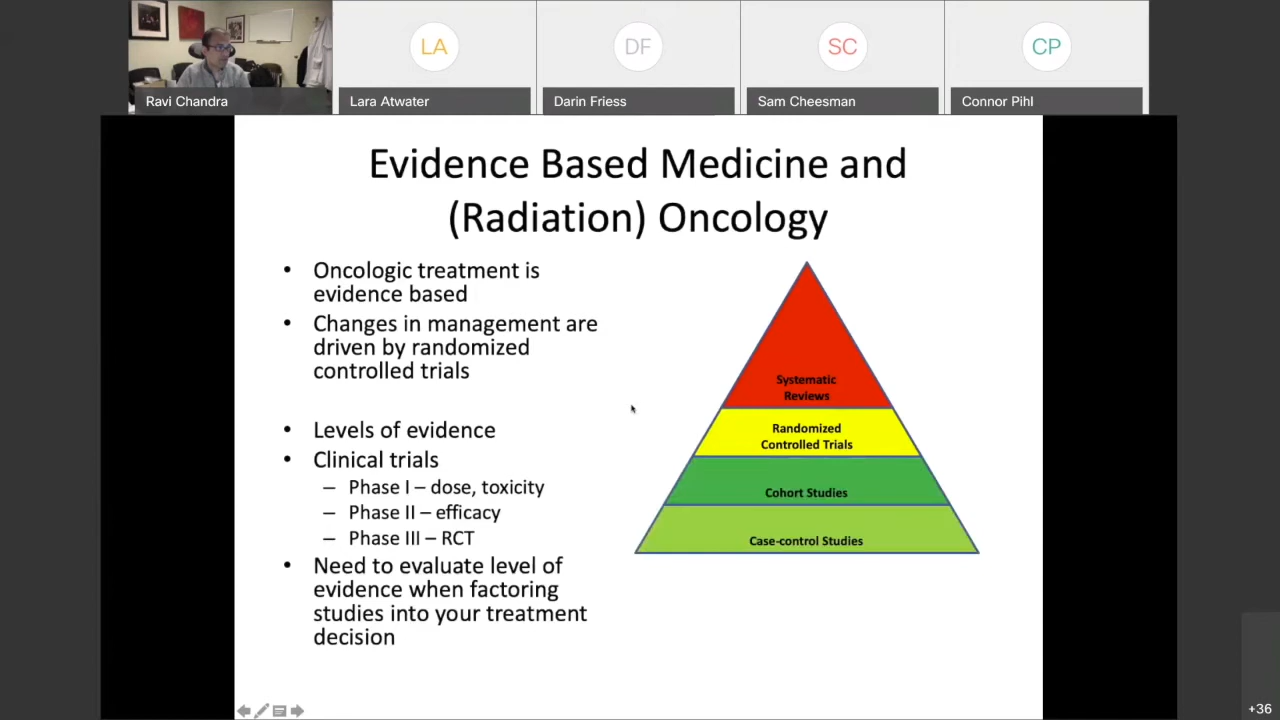 LA
DF
SC
CP
Ravi Chandra
Lara Atwater
Darin Friess
Sam Cheesman
Connor Pihl
Evidence Based Medicine and
(Radiation) Oncology
• Oncologic treatment is
evidence based
• Changes in management are
driven by randomized
controlled trials
• Levels of evidence
• Clinical trials
– Phase I – dose, toxicity
– Phase II – efficacy
– Phase III – RCT
• Need to evaluate level of
evidence when factoring
studies into your treatment
decision
Systematic
Reviews
Randomized
Controlled Trials
Cohort Studies
Case-control Studies
+36